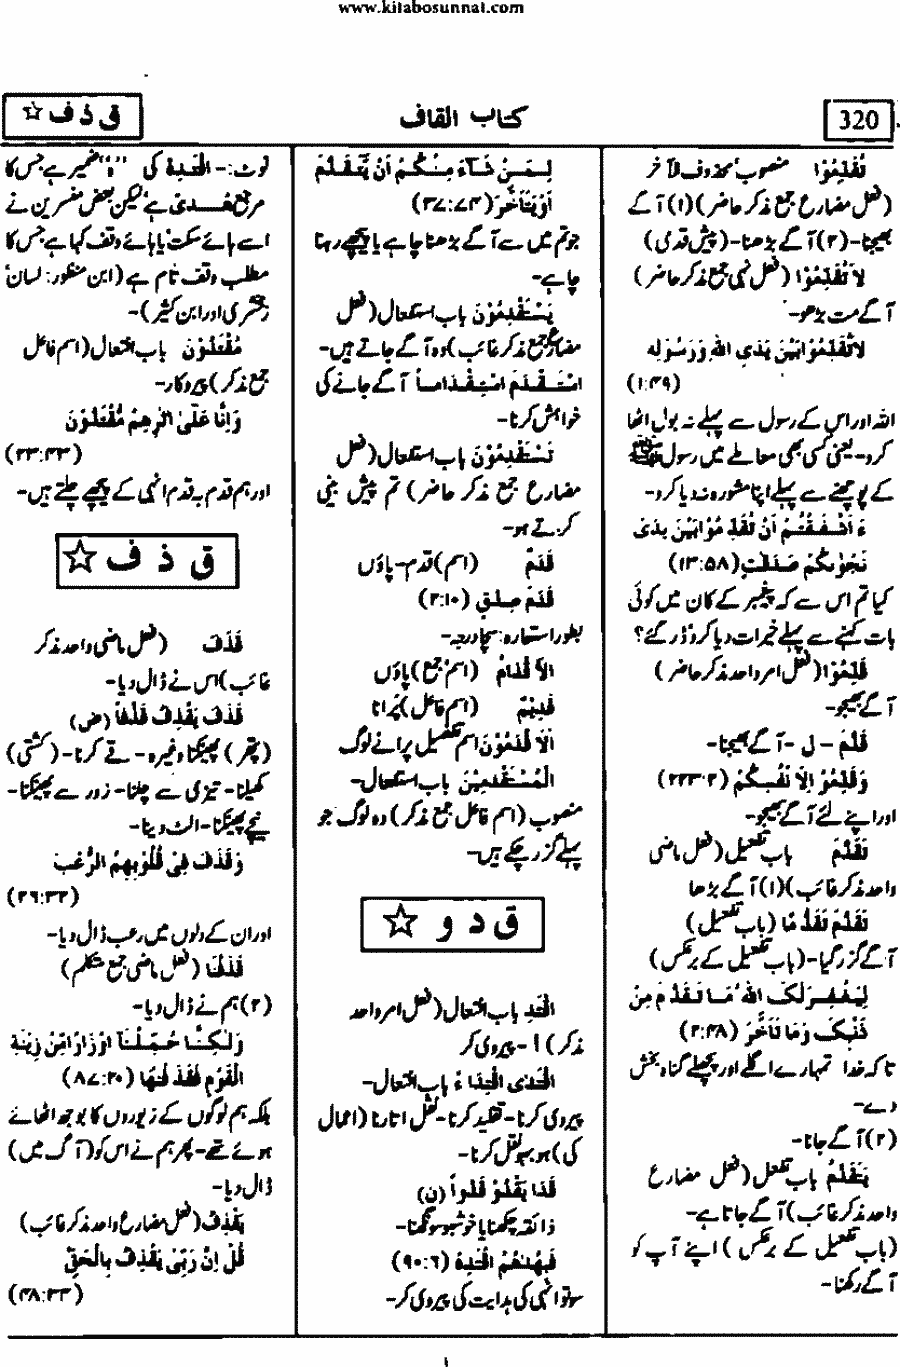 www.kitabosunnat.com
320
کتاب القاف
ق ذ ف ☆
تُقَدِّمُوْا منصوب/محذوف لآخر
(فعل مضارع جمع مذکر حاضر) (۱) آگے
بھیجنا-(۲) آگے بڑھنا-(پیش قدمی)
لَا تُقَدِّمُوْا (فعل نہی جمع مذکر حاضر)
آگے مت بڑھو-
لَاتُقَدِّمُوْا بَيْنَ يَدَيِ اللّٰهِ وَرَسُوْلِهِ
(۱:۴۹)
اللہ اور اس کے رسول سے پہلے نہ بول اٹھا
کرو-یعنی کسی بھی معاملے میں رسول ﷺ
کے پوچھنے سے پہلے اپنا مشورہ نہ دیا کرو-
ءَ اَشْفَقْتُمْ اَنْ تُقَدِّمُوْا بَيْنَ يَدَيْ
نَجْوٰىكُمْ صَدَقٰتٍ (۱۳:۵۸)
کیا تم اس سے کہ پیغمبر کے کان میں کوئی
بات کہنے سے پہلے خیرات دیا کرو ڈر گئے؟
قَدِّمُوْا (فعل امر واحد مذکر حاضر)
آگے بھیجو-
قَدَّمَ - لِ - آگے بھیجنا-
وَقَدِّمُوْا لِاَنْفُسِكُمْ (۲۲۳:۲)
اور اپنے لئے آگے بھیجو-
تَقَدَّمَ باب تفعیل (فعل ماضی
واحد مذکر غائب) (۱) آگے بڑھا
تَقَدَّمَ تَقَدُّمًا (باب تفعیل)
آگے گزر گیا-(باب تفعیل کے برعکس)
لِيَغْفِرَ لَكَ اللّٰهُ مَا تَقَدَّمَ مِنْ
ذَنْبِكَ وَمَا تَاَخَّرَ (۲:۴۸)
تاکہ خدا تمہارے اگلے اور پچھلے گناہ بخش
دے-
(۲) آگے جانا-
يَتَقَدَّمُ باب تفعل (فعل مضارع
واحد مذکر غائب) آگے جاتا ہے-
(باب تفعیل کے برعکس) اپنے آپ کو
آگے رکھنا-
لِمَنْ شَآءَ مِنْكُمْ اَنْ يَّتَقَدَّمَ
اَوْ يَتَاَخَّرَ (۳۷:۷۴)
جو تم میں سے آگے بڑھنا چاہے یا پیچھے رہنا
چاہے-
يَسْتَقْدِمُوْنَ باب استفعال (فعل
مضارع جمع مذکر غائب) وہ آگے جاتے ہیں-
اِسْتَقْدَمَ اسْتِقْدَاماً آگے جانے کی
خواہش کرنا-
تَسْتَقْدِمُوْنَ باب استفعال (فعل
مضارع جمع مذکر حاضر) تم پیش بینی
کرتے ہو-
قَدَمٌ (اسم) قدم-پاؤں
قَدَمَ صِدْقٍ (۲:۱۰)
بطور استعارہ: سچا درجہ-
اَلْاَقْدَامُ (اسم جمع) پاؤں
قَدِيْمٌ (اسم فاعل) پُرانا
اَلْاَقْدَمُوْنَ اسم تفضیل پرانے لوگ
اَلْمُسْتَقْدِمِيْنَ باب استفعال-
منصوب (اسم فاعل جمع مذکر) وہ لوگ جو
پہلے گزر چکے ہیں-
ق د و ☆
اِقْتَدِ باب افتعال (فعل امر واحد
مذکر) ۱- پیروی کر
اِقْتَدٰى اِقْتِدَاءً باب افتعال-
پیروی کرنا-تقلید کرنا-نقل اتارنا (اعمال
کی) ہو بہو نقل کرنا-
قَدَا يَقْدُوْ قَدْواً (ن)
ذائقہ چکھنا یا خوشبو سونگھنا-
فَبِهُدٰىهُمُ اقْتَدِهْ (۹۰:۶)
سو تو انہی کی ہدایت کی پیروی کر-
نوٹ:- اقْتَدِهْ کی "ہ" ضمیر ہے جس کا
مرجع هُدٰى ہے، لیکن بعض مفسرین نے
اسے ہائے سکت یا ہائے وقف کہا ہے جس کا
مطلب وقف تام ہے (ابن منظور: لسان
زمخشری اور ابن کثیر)-
مُقْتَدُوْنَ باب افتعال (اسم فاعل
جمع مذکر) پیروکار-
وَاِنَّا عَلٰى اٰثٰرِهِمْ مُّقْتَدُوْنَ
(۲۳:۴۳)
اور ہم قدم بقدم انہی کے پیچھے چلتے ہیں-
ق ذ ف ☆
قَذَفَ (فعل ماضی واحد مذکر
غائب) اس نے ڈال دیا-
قَذَفَ يَقْذِفُ قَذْفاً (ض)
(پتھر) پھینکنا وغیرہ-قے کرنا-(کشتی)
کھیلنا-تیزی سے چلنا-زور سے پھینکنا-
نیچے پھینکنا-الٹ دینا-
وَقَذَفَ فِيْ قُلُوْبِهِمُ الرُّعْبَ
(۲۶:۳۳)
اور ان کے دلوں میں رعب ڈال دیا-
قَذَفْنَا (فعل ماضی جمع متکلم)
(۲) ہم نے ڈال دیا-
وَلٰكِنَّا حُمِّلْنَآ اَوْزَارًا مِّنْ زِيْنَةِ
الْقَوْمِ فَقَذَفْنٰهَا (۸۷:۲۰)
بلکہ ہم لوگوں کے زیوروں کا بوجھ اٹھائے
ہوئے تھے-پھر ہم نے اس کو (آگ میں)
ڈال دیا-
يَقْذِفُ (فعل مضارع واحد مذکر غائب)
قُلْ اِنَّ رَبِّيْ يَقْذِفُ بِالْحَقِّ
(۴۸:۳۴)